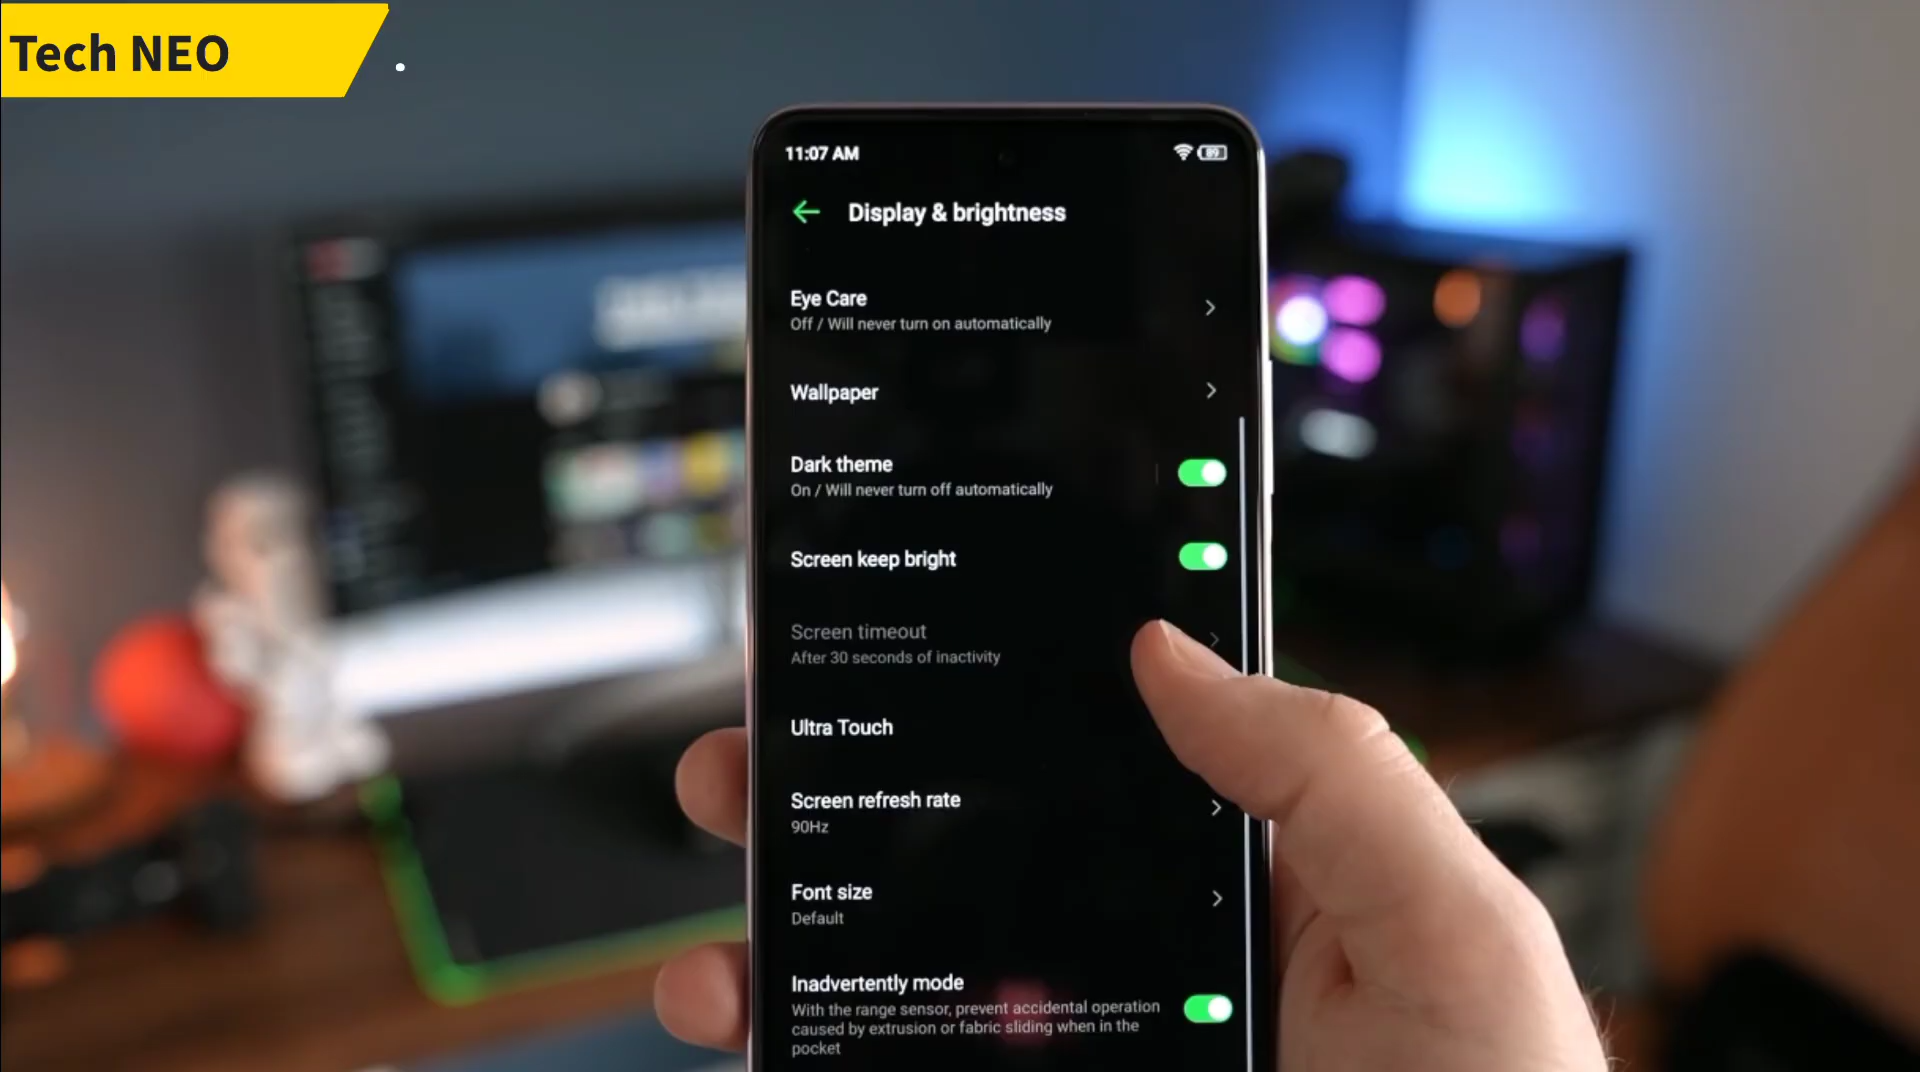 Tech NEO
11:07 AM
89
Display & brightness
Eye Care
Off / Will never turn on automatically
Wallpaper
Dark theme
On / Will never turn off automatically
Screen keep bright
Screen timeout
After 30 seconds of inactivity
Ultra Touch
Screen refresh rate
90Hz
Font size
Default
Inadvertently mode
With the range sensor, prevent accidental operation
caused by extrusion or fabric sliding when in the
pocket